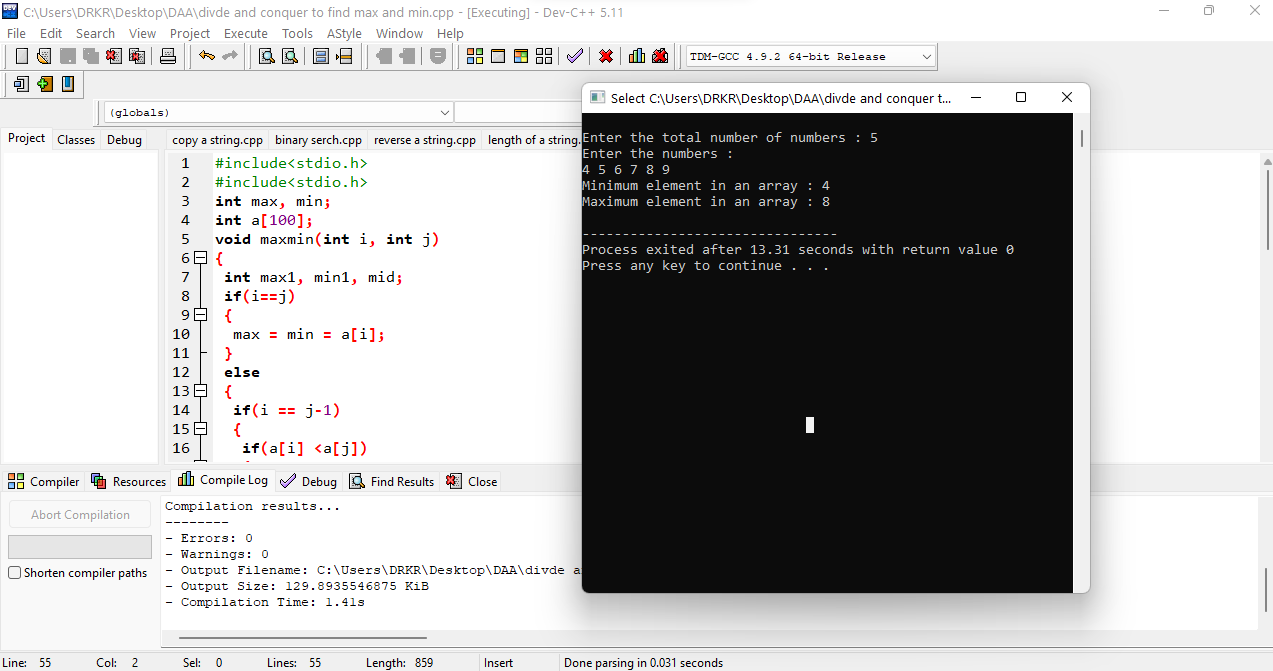 C:\Users\DRKR\Desktop\DAA\divde and conquer to find max and min.cpp - [Executing] - Dev-C++ 5.11
File Edit Search View Project Execute Tools AStyle Window Help
TDM-GCC 4.9.2 64-bit Release
(globals)
Project Classes Debug
copy a string.cpp binary serch.cpp reverse a string.cpp length of a string.
1 #include<stdio.h>
2 #include<stdio.h>
3 int max, min;
4 int a[100];
5 void maxmin(int i, int j)
6 {
7 int max1, min1, mid;
8 if(i==j)
9 {
10 max = min = a[i];
11 }
12 else
13 {
14 if(i == j-1)
15 {
16 if(a[i] <a[j])
Select C:\Users\DRKR\Desktop\DAA\divde and conquer t...
Enter the total number of numbers : 5
Enter the numbers :
4 5 6 7 8 9
Minimum element in an array : 4
Maximum element in an array : 8
--------------------------------
Process exited after 13.31 seconds with return value 0
Press any key to continue . . .
Compiler Resources Compile Log Debug Find Results Close
Abort Compilation
Shorten compiler paths
Compilation results...
--------
- Errors: 0
- Warnings: 0
- Output Filename: C:\Users\DRKR\Desktop\DAA\divde a
- Output Size: 129.8935546875 KiB
- Compilation Time: 1.41s
Line: 55 Col: 2 Sel: 0 Lines: 55 Length: 859 Insert Done parsing in 0.031 seconds